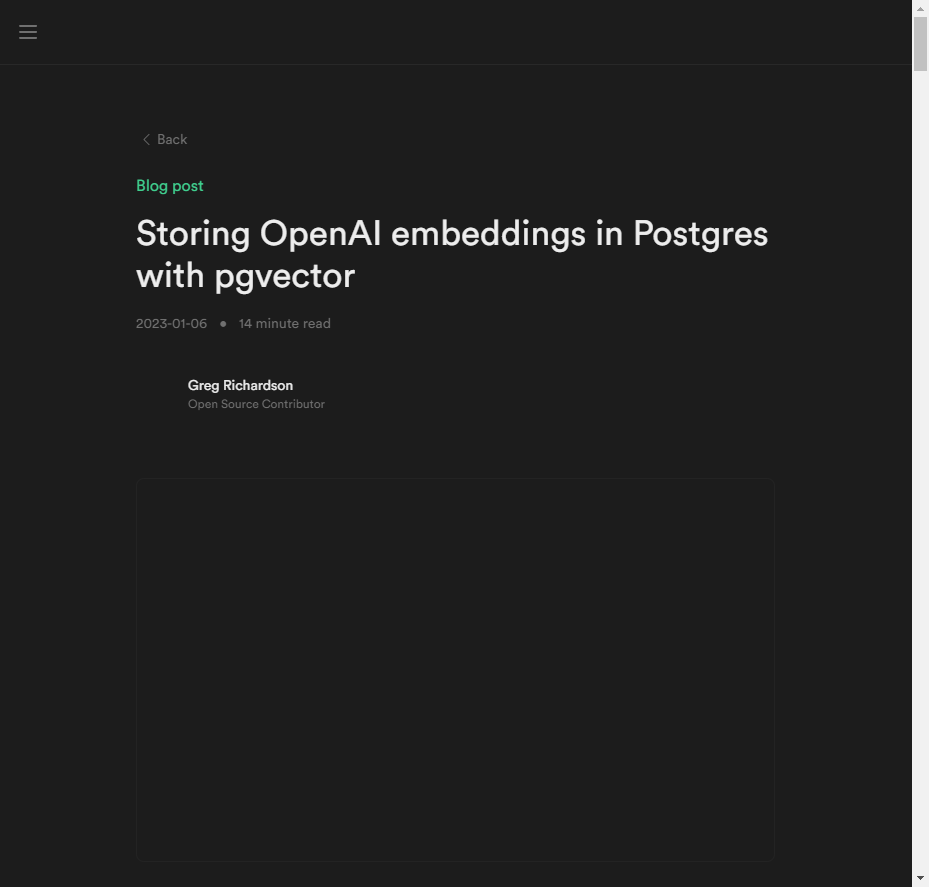 Back
Blog post
Storing OpenAI embeddings in Postgres
with pgvector
2023-01-06 • 14 minute read
Greg Richardson
Open Source Contributor